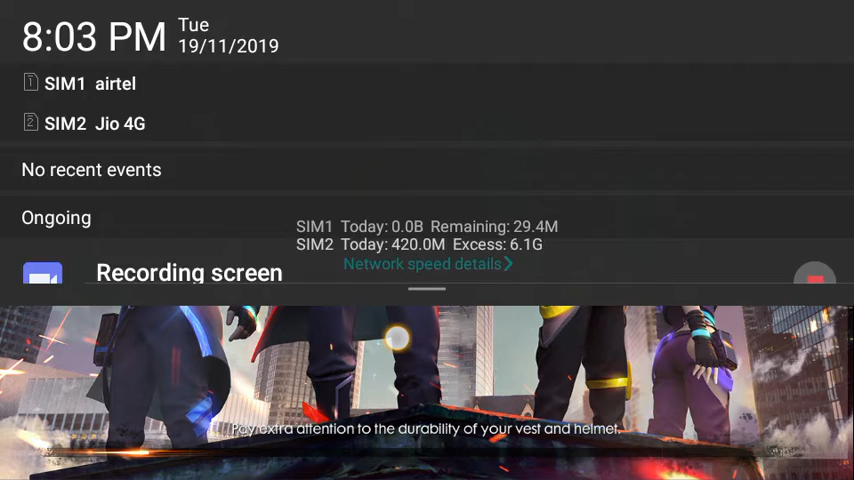 8:03 PM
Tue
19/11/2019
1 SIM1 airtel
2 SIM2 Jio 4G
No recent events
Ongoing
SIM1 Today: 0.0B Remaining: 29.4M
SIM2 Today: 420.0M Excess: 6.1G
Network speed details
Recording screen
Pay extra attention to the durability of your vest and helmet.